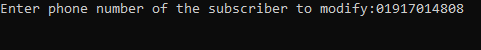 Enter phone number of the subscriber to modify:01917014808